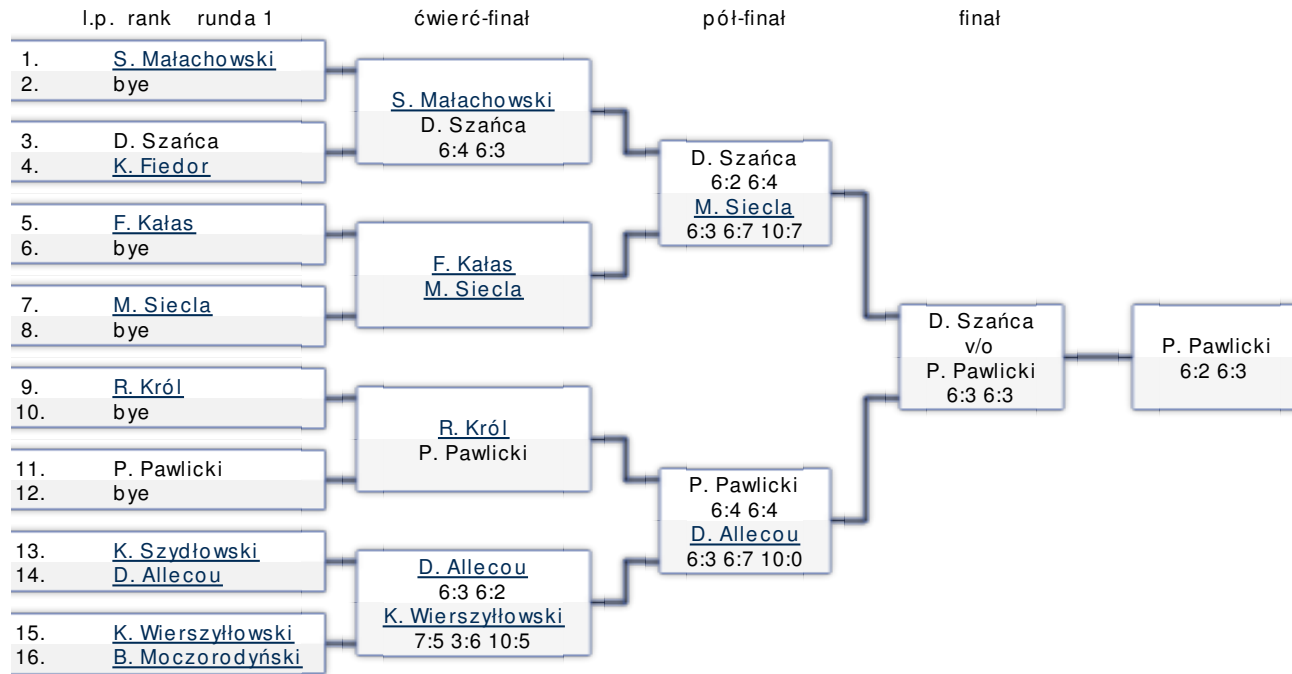 l.p. rank runda 1
ćwierć-finał
pół-finał
finał
1. S. Małachowski
2. bye
3. D. Szańca
4. K. Fiedor
5. F. Kałas
6. bye
7. M. Siecla
8. bye
9. R. Król
10. bye
11. P. Pawlicki
12. bye
13. K. Szydłowski
14. D. Allecou
15. K. Wierszyłłowski
16. B. Moczorodyński
S. Małachowski
D. Szańca
6:4 6:3
F. Kałas
M. Siecla
R. Król
P. Pawlicki
D. Allecou
6:3 6:2
K. Wierszyłłowski
7:5 3:6 10:5
D. Szańca
6:2 6:4
M. Siecla
6:3 6:7 10:7
P. Pawlicki
6:4 6:4
D. Allecou
6:3 6:7 10:0
D. Szańca
v/o
P. Pawlicki
6:3 6:3
P. Pawlicki
6:2 6:3